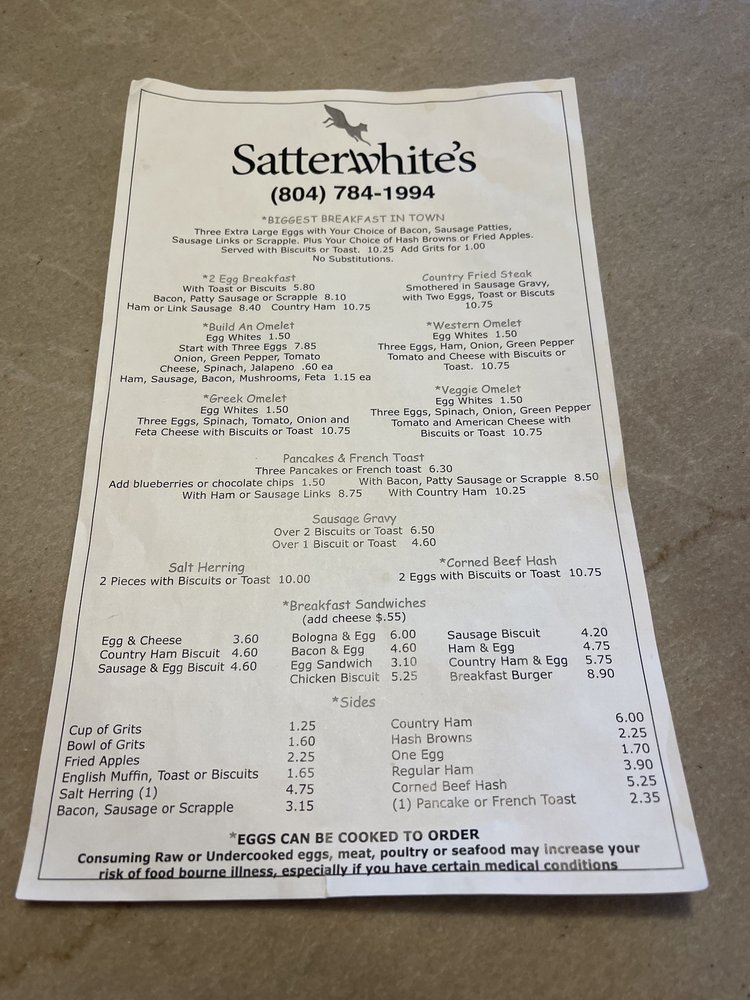 Satterwhite's
(804) 784-1994
*BIGGEST BREAKFAST IN TOWN
Three Extra Large Eggs with Your Choice of Bacon, Sausage Patties,
Sausage Links or Scrapple. Plus Your Choice of Hash Browns or Fried Apples.
Served with Biscuits or Toast. 10.25 Add Grits for 1.00
No Substitutions.
*2 Egg Breakfast
With Toast or Biscuits 5.80
Bacon, Patty Sausage or Scrapple 8.10
Ham or Link Sausage 8.40 Country Ham 10.75
Country Fried Steak
Smothered in Sausage Gravy,
with Two Eggs, Toast or Biscuts
10.75
*Build An Omelet
Egg Whites 1.50
Start with Three Eggs 7.85
Onion, Green Pepper, Tomato
Cheese, Spinach, Jalapeno .60 ea
Ham, Sausage, Bacon, Mushrooms, Feta 1.15 ea
*Western Omelet
Egg Whites 1.50
Three Eggs, Ham, Onion, Green Pepper
Tomato and Cheese with Biscuits or
Toast. 10.75
*Greek Omelet
Egg Whites 1.50
Three Eggs, Spinach, Tomato, Onion and
Feta Cheese with Biscuits or Toast 10.75
*Veggie Omelet
Egg Whites 1.50
Three Eggs, Spinach, Onion, Green Pepper
Tomato and American Cheese with
Biscuits or Toast 10.75
Pancakes & French Toast
Three Pancakes or French toast 6.30
Add blueberries or chocolate chips 1.50 With Bacon, Patty Sausage or Scrapple 8.50
With Ham or Sausage Links 8.75 With Country Ham 10.25
Sausage Gravy
Over 2 Biscuits or Toast 6.50
Over 1 Biscuit or Toast 4.60
Salt Herring
2 Pieces with Biscuits or Toast 10.00
*Corned Beef Hash
2 Eggs with Biscuits or Toast 10.75
*Breakfast Sandwiches
(add cheese $.55)
Egg & Cheese 3.60
Country Ham Biscuit 4.60
Sausage & Egg Biscuit 4.60
Bologna & Egg 6.00
Bacon & Egg 4.60
Egg Sandwich 3.10
Chicken Biscuit 5.25
Sausage Biscuit 4.20
Ham & Egg 4.75
Country Ham & Egg 5.75
Breakfast Burger 8.90
*Sides
Cup of Grits 1.25
Bowl of Grits 1.60
Fried Apples 2.25
English Muffin, Toast or Biscuits 1.65
Salt Herring (1) 4.75
Bacon, Sausage or Scrapple 3.15
Country Ham 6.00
Hash Browns 2.25
One Egg 1.70
Regular Ham 3.90
Corned Beef Hash 5.25
(1) Pancake or French Toast 2.35
*EGGS CAN BE COOKED TO ORDER
Consuming Raw or Undercooked eggs, meat, poultry or seafood may increase your
risk of food bourne illness, especially if you have certain medical conditions